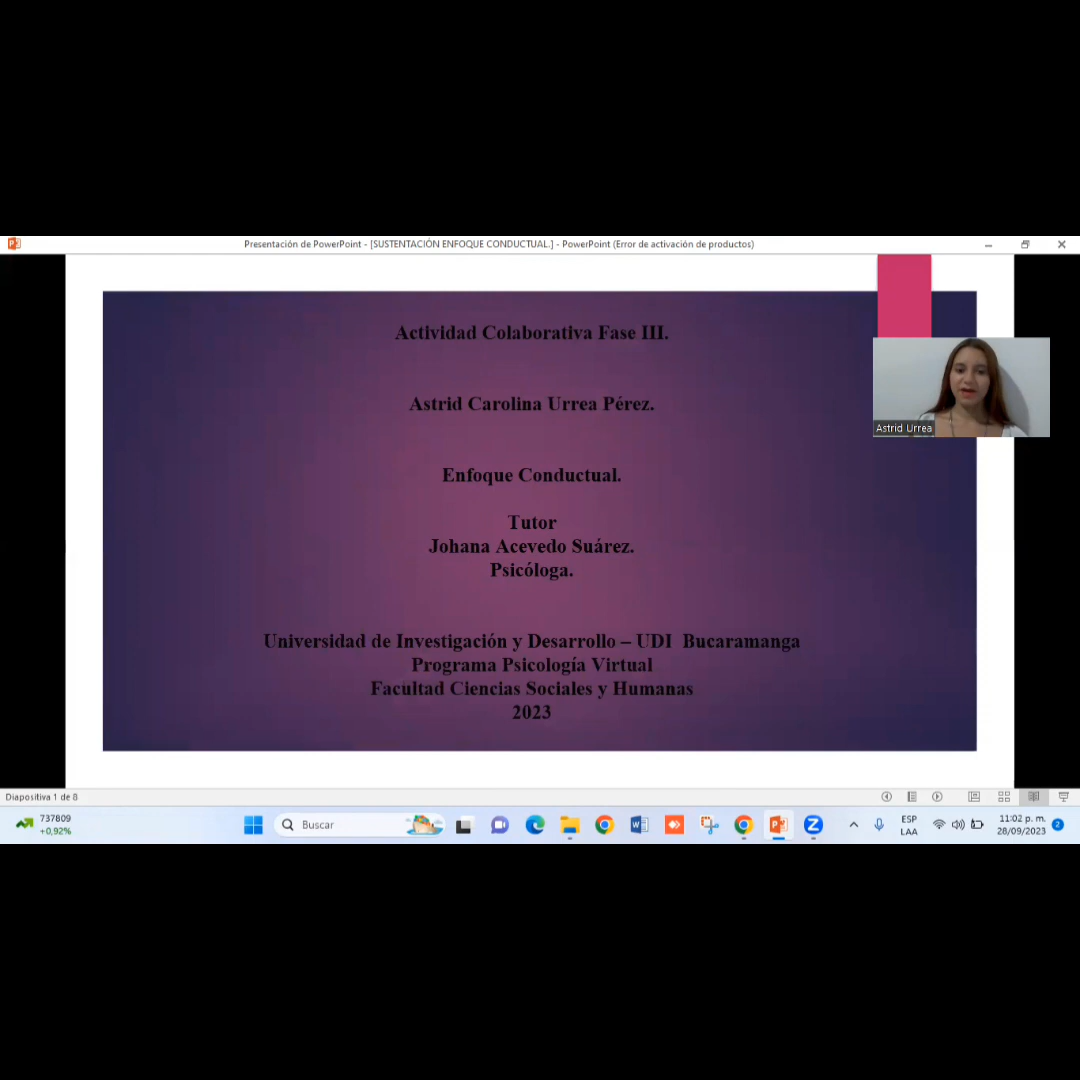 Presentación de PowerPoint - [SUSTENTACIÓN ENFOQUE CONDUCTUAL.] - PowerPoint (Error de activación de productos)
Actividad Colaborativa Fase III.
Astrid Carolina Urrea Pérez.
Astrid Urrea
Enfoque Conductual.
Tutor
Johana Acevedo Suárez.
Psicóloga.
Universidad de Investigación y Desarrollo – UDI  Bucaramanga
Programa Psicología Virtual
Facultad Ciencias Sociales y Humanas
2023
Diapositiva 1 de 8
737809
+0,92%
Buscar
ESP
LAA
11:02 p. m.
28/09/2023
2